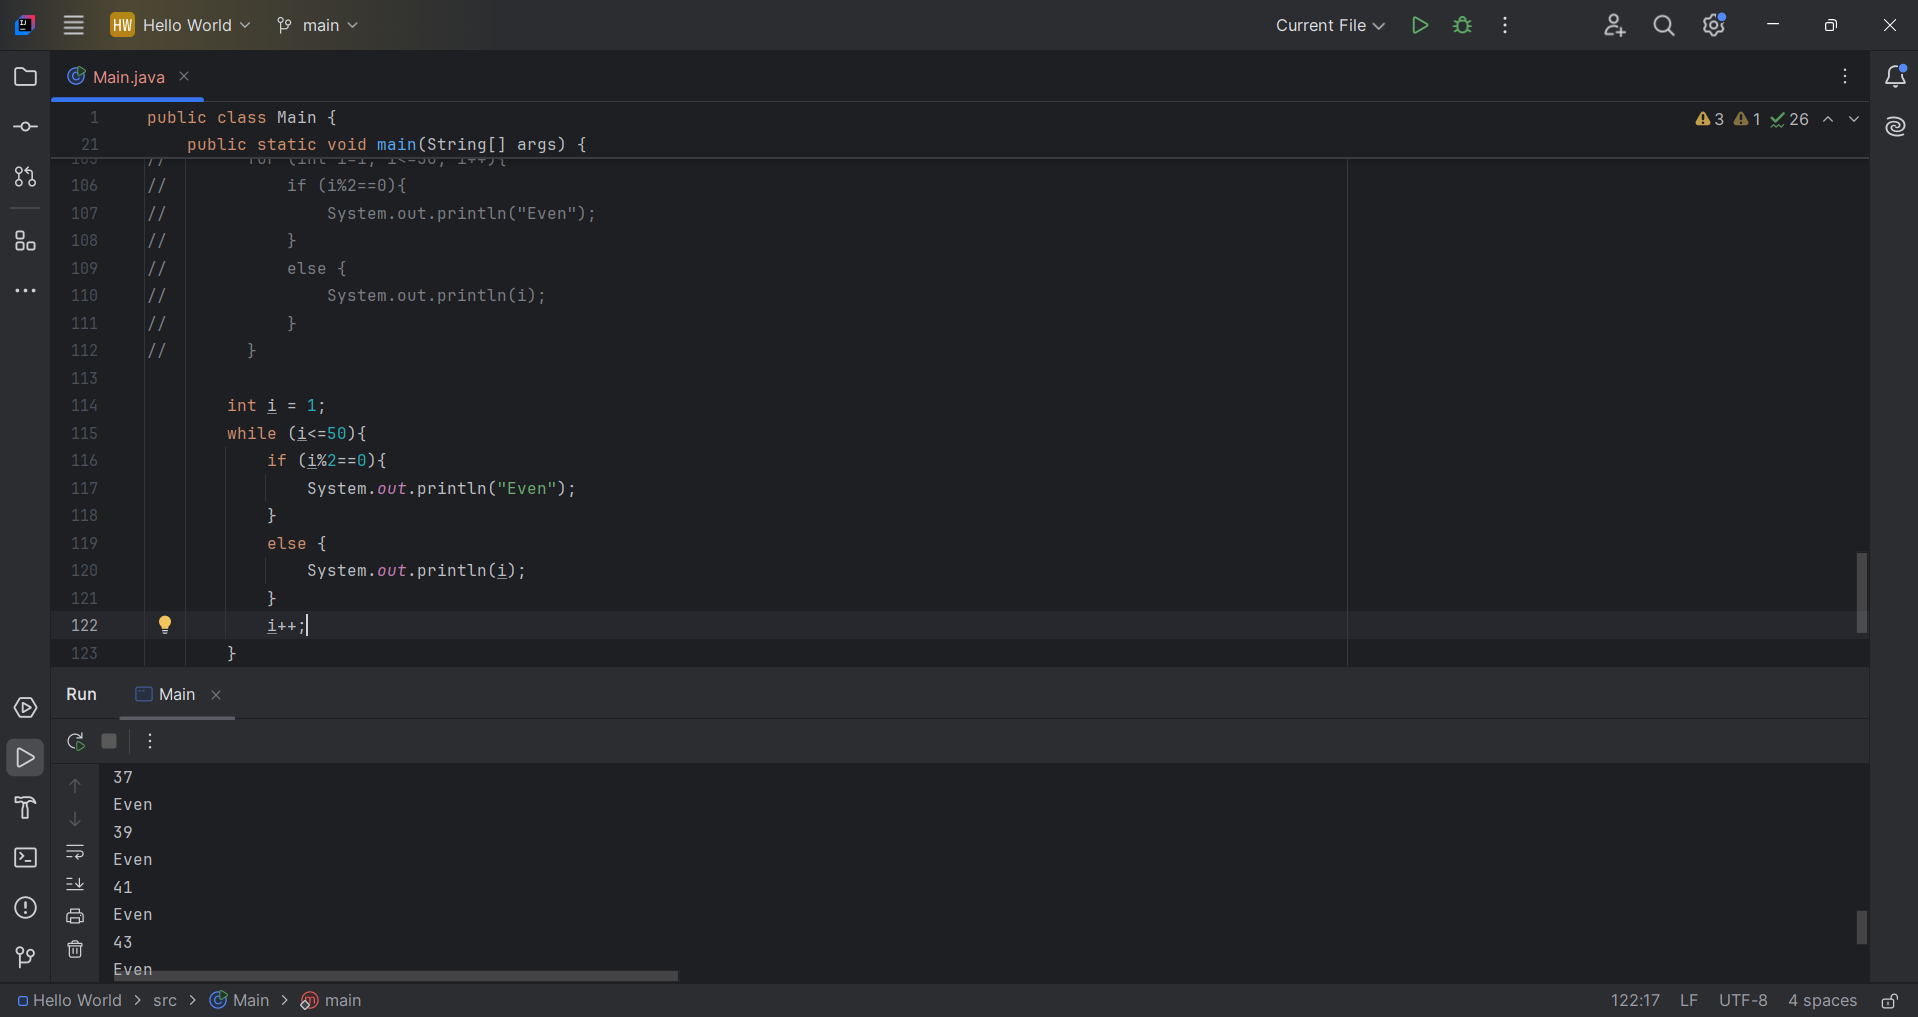 HW Hello World main Current File
Main.java
1 public class Main {
3 1 26
21 public static void main(String[] args) {
106 // if (i%2==0){
107 // System.out.println("Even");
108 // }
109 // else {
110 // System.out.println(i);
111 // }
112 // }
113
114 int i = 1;
115 while (i<=50){
116 if (i%2==0){
117 System.out.println("Even");
118 }
119 else {
120 System.out.println(i);
121 }
122 i++;
123 }
Run Main
37
Even
39
Even
41
Even
43
Even
Hello World src Main main 122:17 LF UTF-8 4 spaces